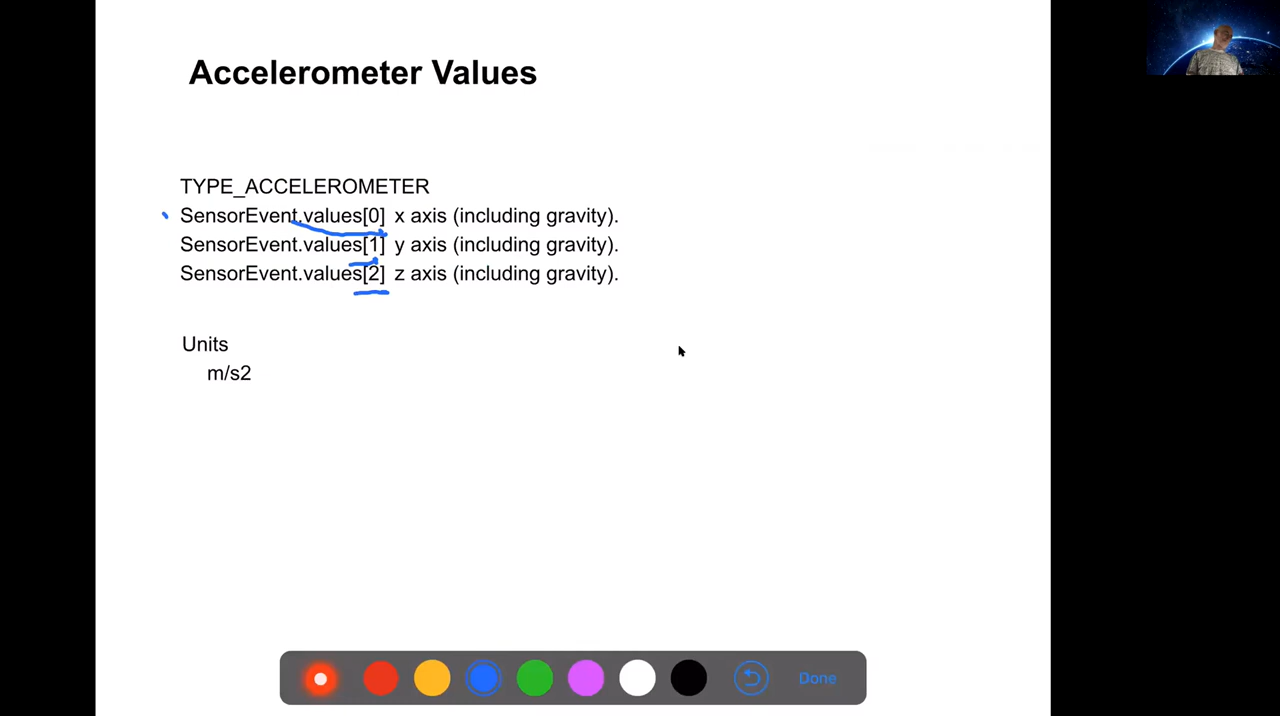 Accelerometer Values
TYPE_ACCELEROMETER
SensorEvent.values[0] x axis (including gravity).
SensorEvent.values[1] y axis (including gravity).
SensorEvent.values[2] z axis (including gravity).
Units
m/s2
Done